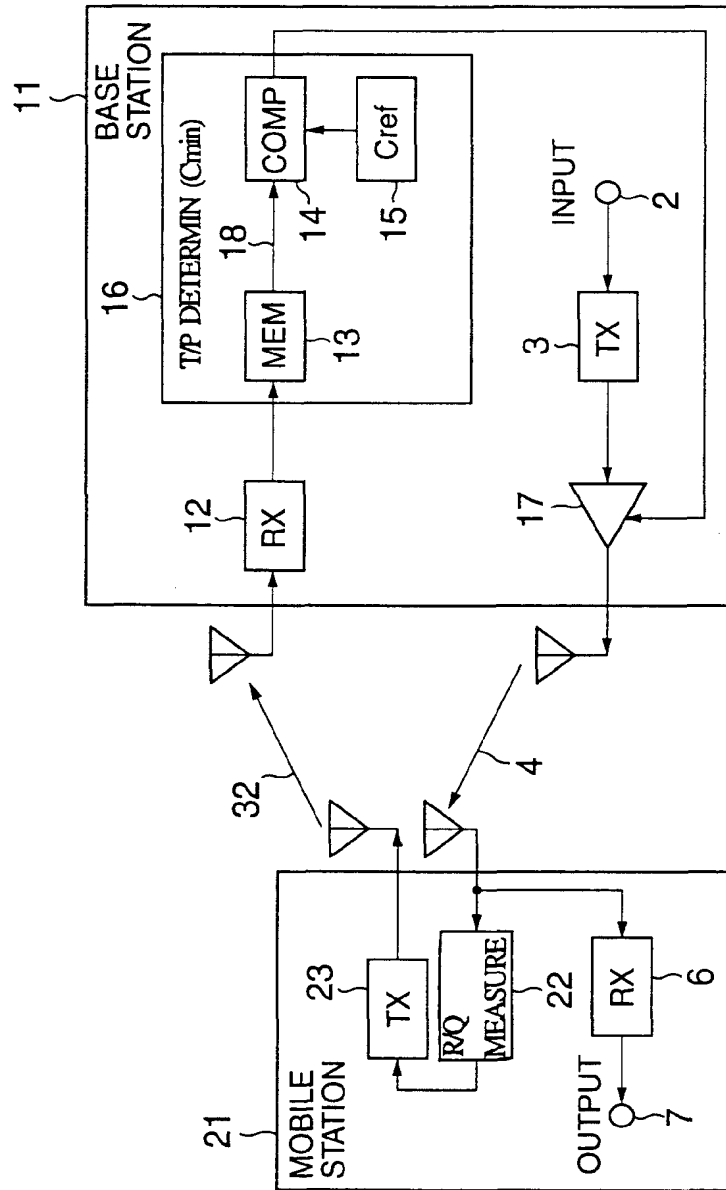 11
BASE
STATION
16
T/P DETERMIN (Cmin)
18
COMP
14
Cref
15
MEM
13
12
RX
INPUT
2
3
TX
17
32
4
21
MOBILE
STATION
23
TX
R/Q
MEASURE
22
RX
6
OUTPUT
7